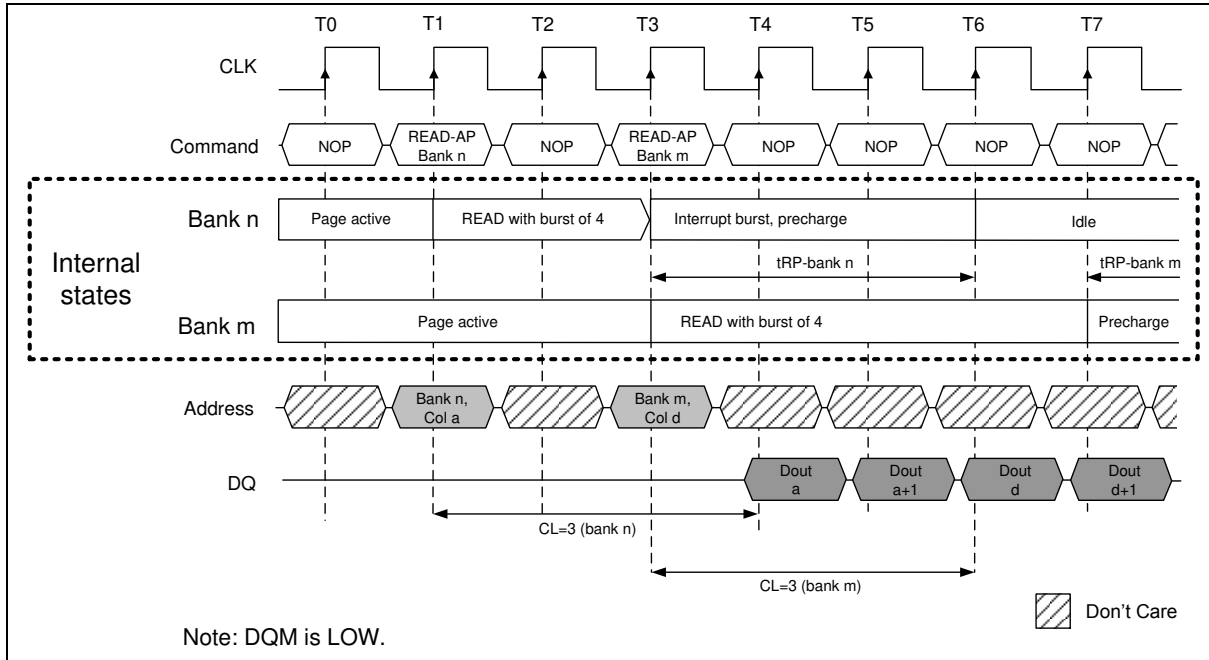 T0 T1 T2 T3 T4 T5 T6 T7
CLK
Command NOP READ-AP Bank n NOP READ-AP Bank m NOP NOP NOP NOP
Bank n Page active READ with burst of 4 Interrupt burst, precharge Idle
Internal states
tRP-bank n tRP-bank m
Bank m Page active READ with burst of 4 Precharge
Address Bank n, Col a Bank m, Col d
DQ Dout a Dout a+1 Dout d Dout d+1
CL=3 (bank n)
CL=3 (bank m)
Don't Care
Note: DQM is LOW.